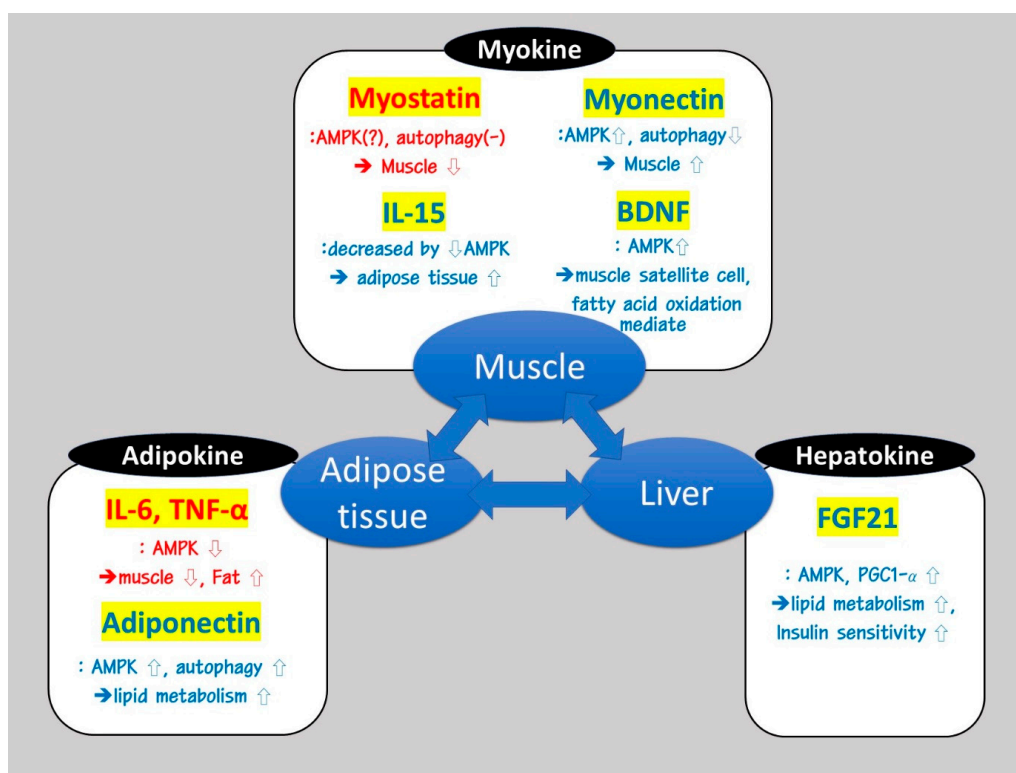 Myokine
Myostatin
:AMPK(?), autophagy(-)
➔ Muscle ⇩
Myonectin
:AMPK⇧, autophagy⇩
➔ Muscle ⇧
IL-15
:decreased by ⇩AMPK
➔ adipose tissue ⇧
BDNF
: AMPK⇧
➔muscle satellite cell,
fatty acid oxidation
mediate
Muscle
Adipose
tissue
Liver
Adipokine
IL-6, TNF-α
: AMPK ⇩
➔muscle ⇩, Fat ⇧
Adiponectin
: AMPK ⇧, autophagy ⇧
➔lipid metabolism ⇧
Hepatokine
FGF21
: AMPK, PGC1-α ⇧
➔lipid metabolism ⇧,
Insulin sensitivity ⇧